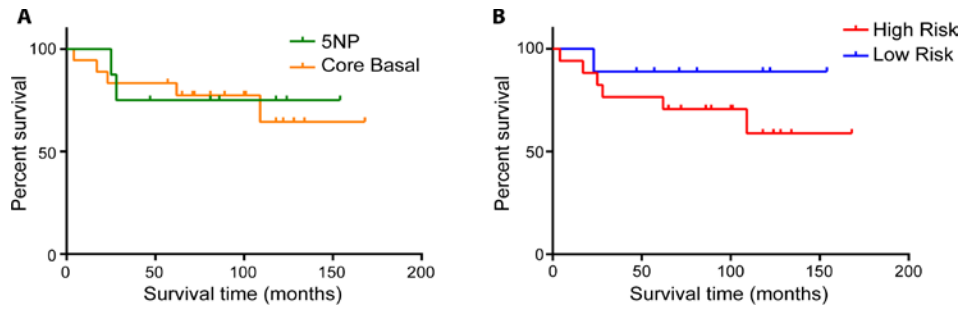 A
5NP
Core Basal
Percent survival
100
50
0
0 50 100 150 200
Survival time (months)
B
High Risk
Low Risk
Percent survival
100
50
0
0 50 100 150 200
Survival time (months)